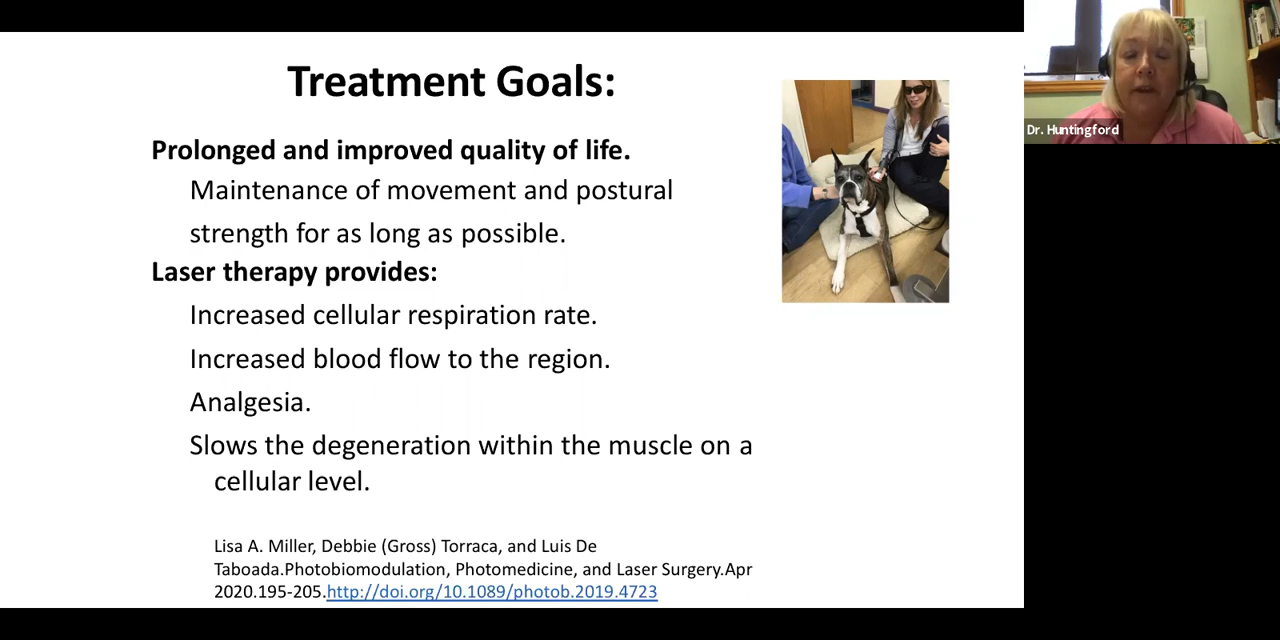 Treatment Goals:
Prolonged and improved quality of life.
Maintenance of movement and postural
strength for as long as possible.
Laser therapy provides:
Increased cellular respiration rate.
Increased blood flow to the region.
Analgesia.
Slows the degeneration within the muscle on a
cellular level.
Lisa A. Miller, Debbie (Gross) Torraca, and Luis De
Taboada.Photobiomodulation, Photomedicine, and Laser Surgery.Apr
2020.195-205.http://doi.org/10.1089/photob.2019.4723
Dr. Huntingford